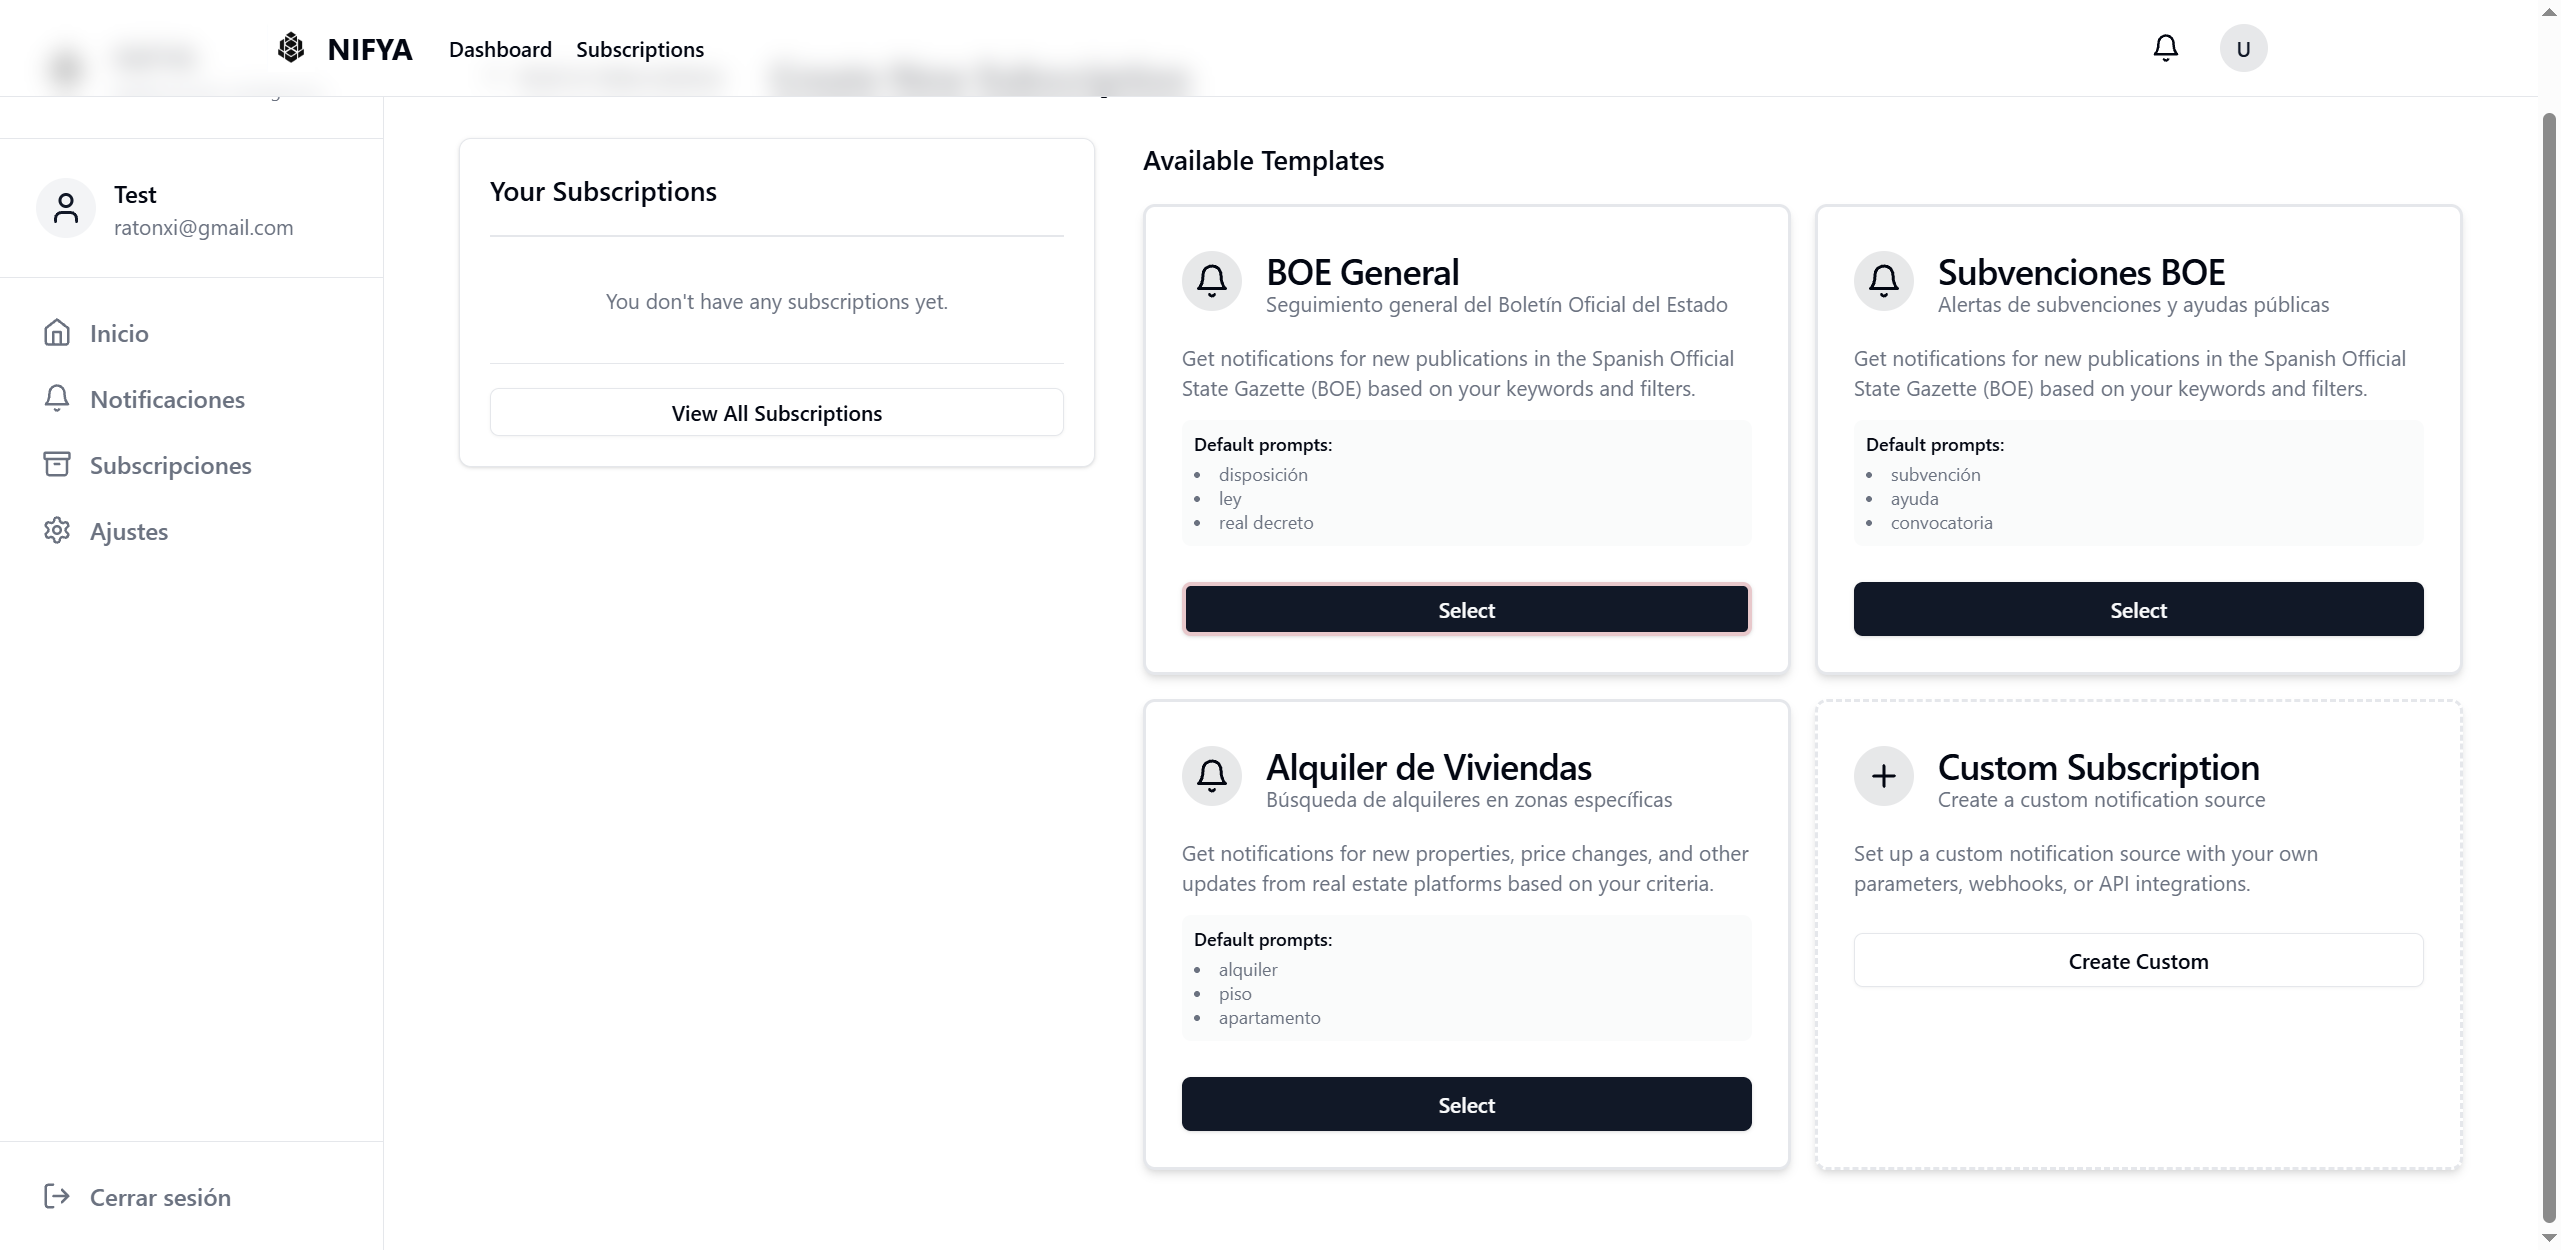 NIFYA
Dashboard
Subscriptions
U
Test
ratonxi@gmail.com
Inicio
Notificaciones
Subscripciones
Ajustes
Cerrar sesión
Your Subscriptions
You don't have any subscriptions yet.
View All Subscriptions
Available Templates
BOE General
Seguimiento general del Boletín Oficial del Estado
Get notifications for new publications in the Spanish Official
State Gazette (BOE) based on your keywords and filters.
Default prompts:
• disposición
• ley
• real decreto
Select
Subvenciones BOE
Alertas de subvenciones y ayudas públicas
Get notifications for new publications in the Spanish Official
State Gazette (BOE) based on your keywords and filters.
Default prompts:
• subvención
• ayuda
• convocatoria
Select
Alquiler de Viviendas
Búsqueda de alquileres en zonas específicas
Get notifications for new properties, price changes, and other
updates from real estate platforms based on your criteria.
Default prompts:
• alquiler
• piso
• apartamento
Select
Custom Subscription
Create a custom notification source
Set up a custom notification source with your own
parameters, webhooks, or API integrations.
Create Custom